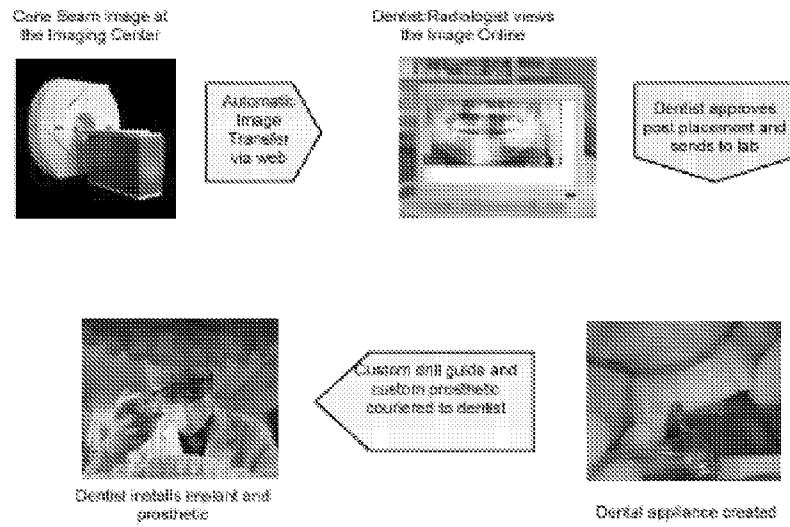 Cone Beam image at
the Imaging Center
Automatic
Image
Transfer
via web
Dentist/Radiologist views
the Image Online
Dentist approves
post placement and
sends to lab
Dental appliance created
Custom drill guide and
custom prosthetic
couriered to dentist
Dentist installs implant and
prosthetic